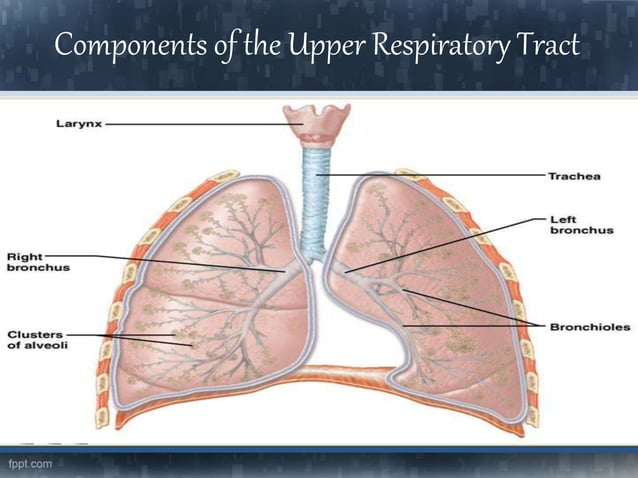 Components of the Upper Respiratory Tract
Larynx
Trachea
Left
bronchus
Right
bronchus
Clusters
of alveoli
Bronchioles
fppt.com